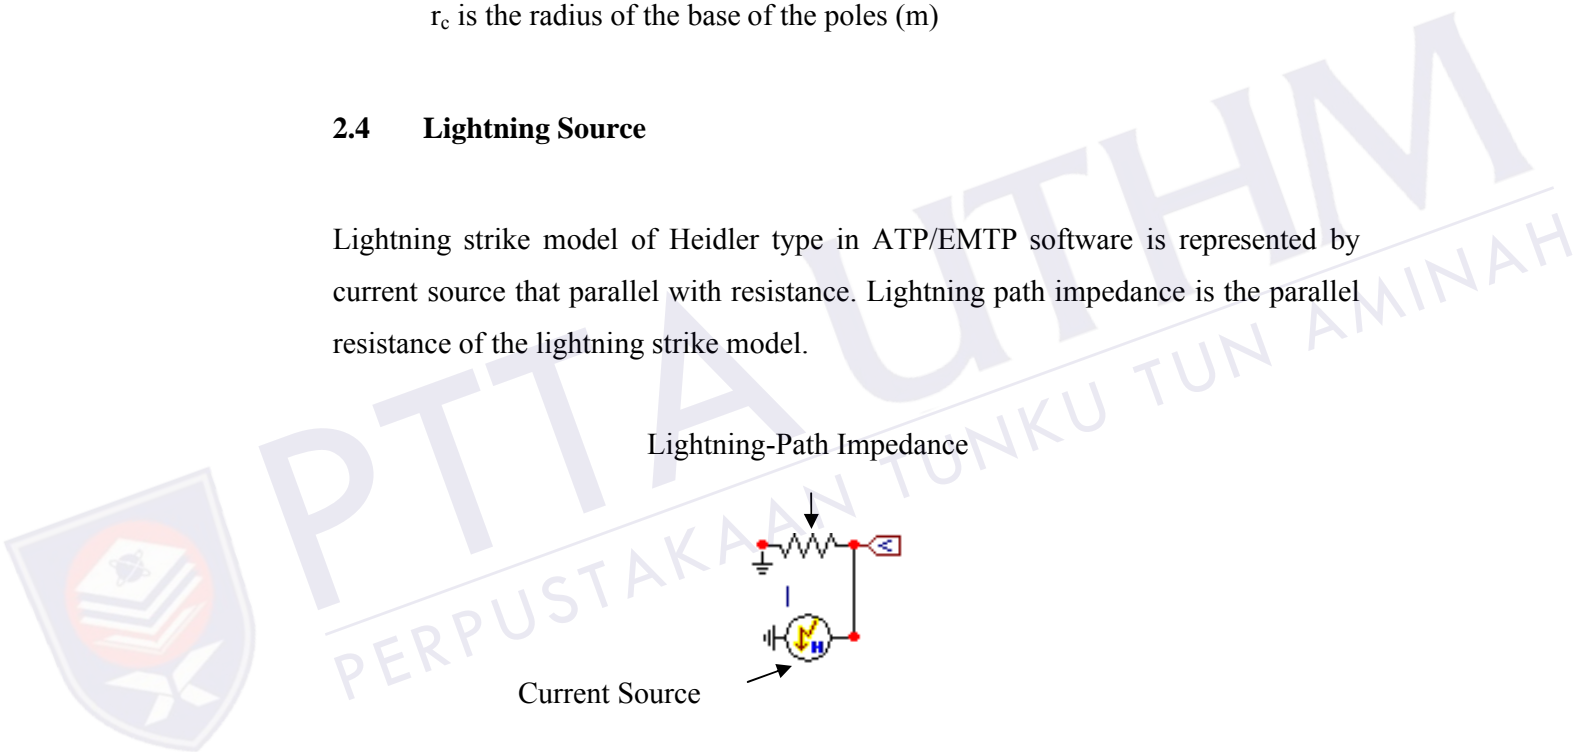 r_c is the radius of the base of the poles (m)
2.4 Lightning Source
Lightning strike model of Heidler type in ATP/EMTP software is represented by
current source that parallel with resistance. Lightning path impedance is the parallel
resistance of the lightning strike model.
Lightning-Path Impedance
I
H
Current Source
PTTA UTHM
PERPUSTAKAAN TUNKU TUN AMINAH